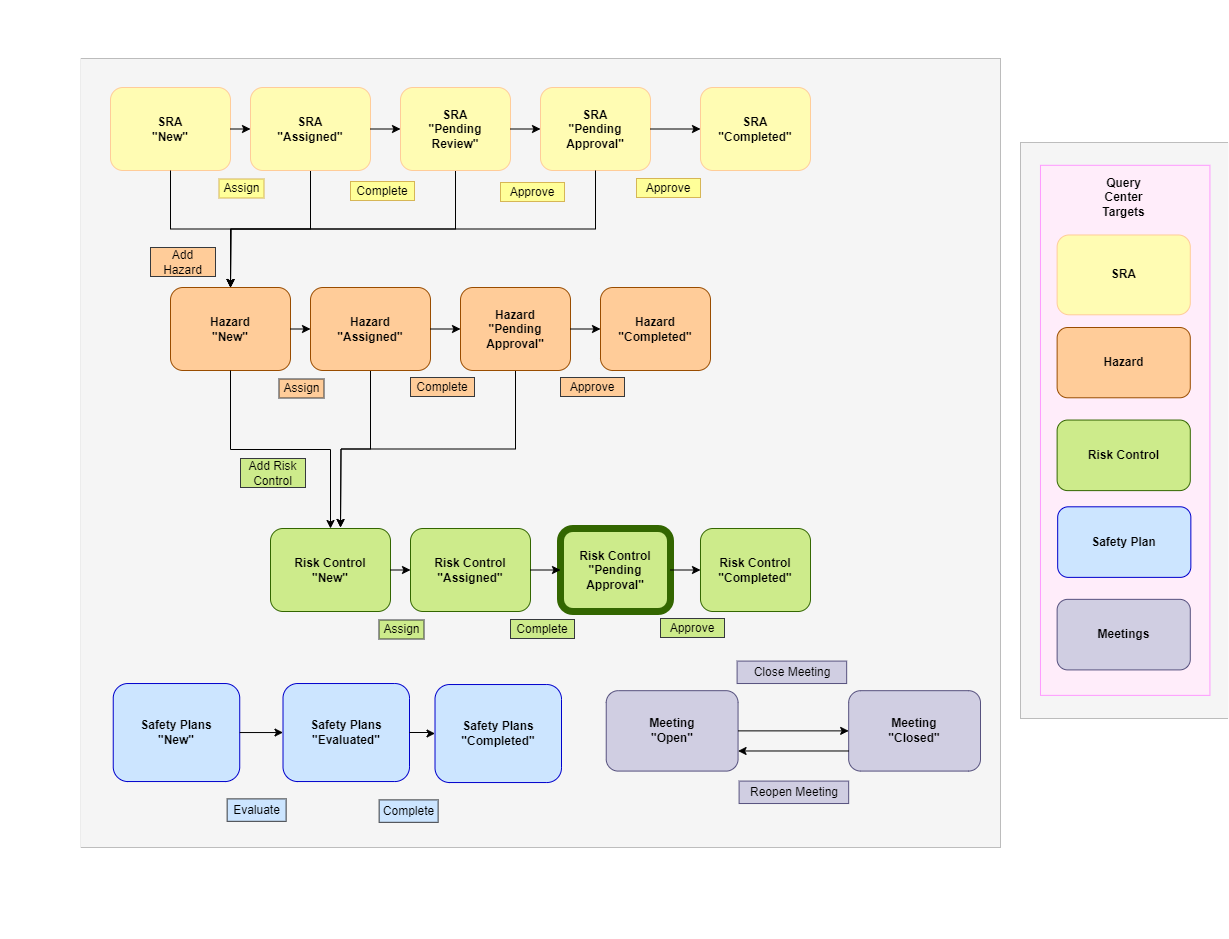 SRA
"New"
SRA
"Assigned"
SRA
"Pending
Review"
SRA
"Pending
Approval"
SRA
"Completed"
Assign
Complete
Approve
Approve
Add
Hazard
Hazard
"New"
Hazard
"Assigned"
Hazard
"Pending
Approval"
Hazard
"Completed"
Assign
Complete
Approve
Add Risk
Control
Risk Control
"New"
Risk Control
"Assigned"
Risk Control
"Pending
Approval"
Risk Control
"Completed"
Assign
Complete
Approve
Safety Plans
"New"
Safety Plans
"Evaluated"
Safety Plans
"Completed"
Evaluate
Complete
Close Meeting
Meeting
"Open"
Meeting
"Closed"
Reopen Meeting
Query
Center
Targets
SRA
Hazard
Risk Control
Safety Plan
Meetings